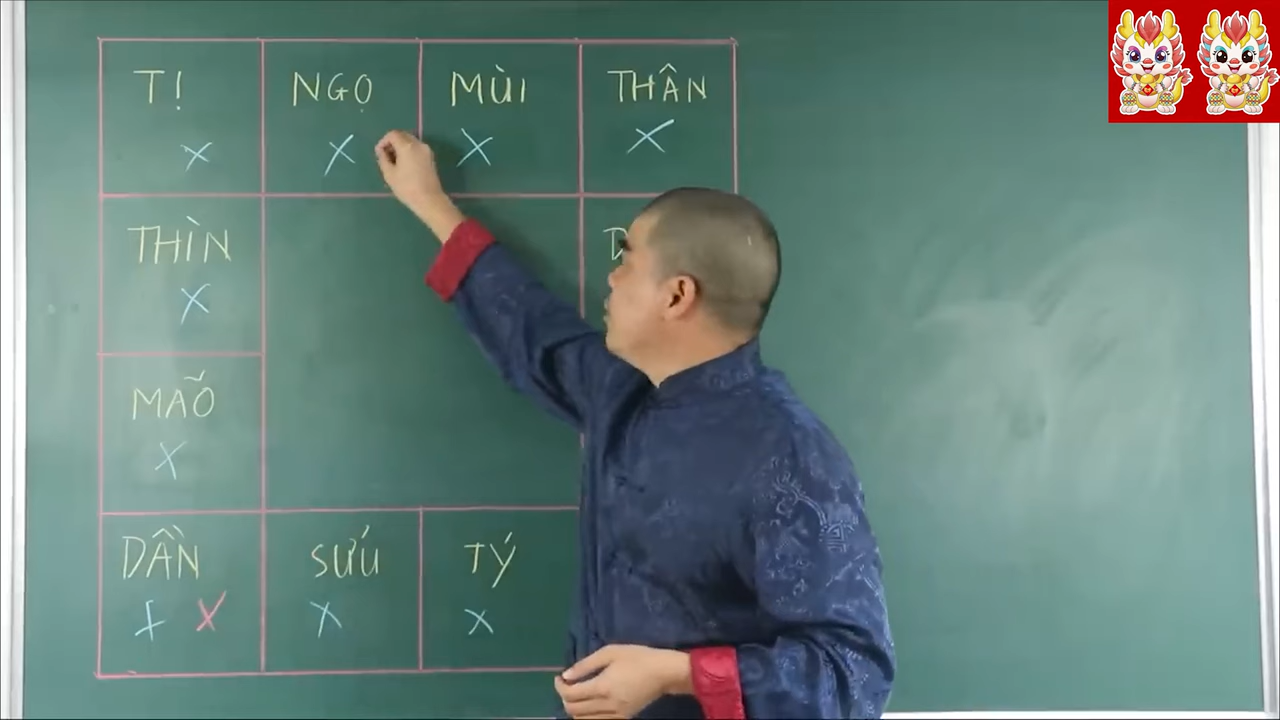 TỊ NGỌ MÙI THÂN
X X X X
THÌN
X
MÃO
X
DẦN SỬU TÝ
X X X X